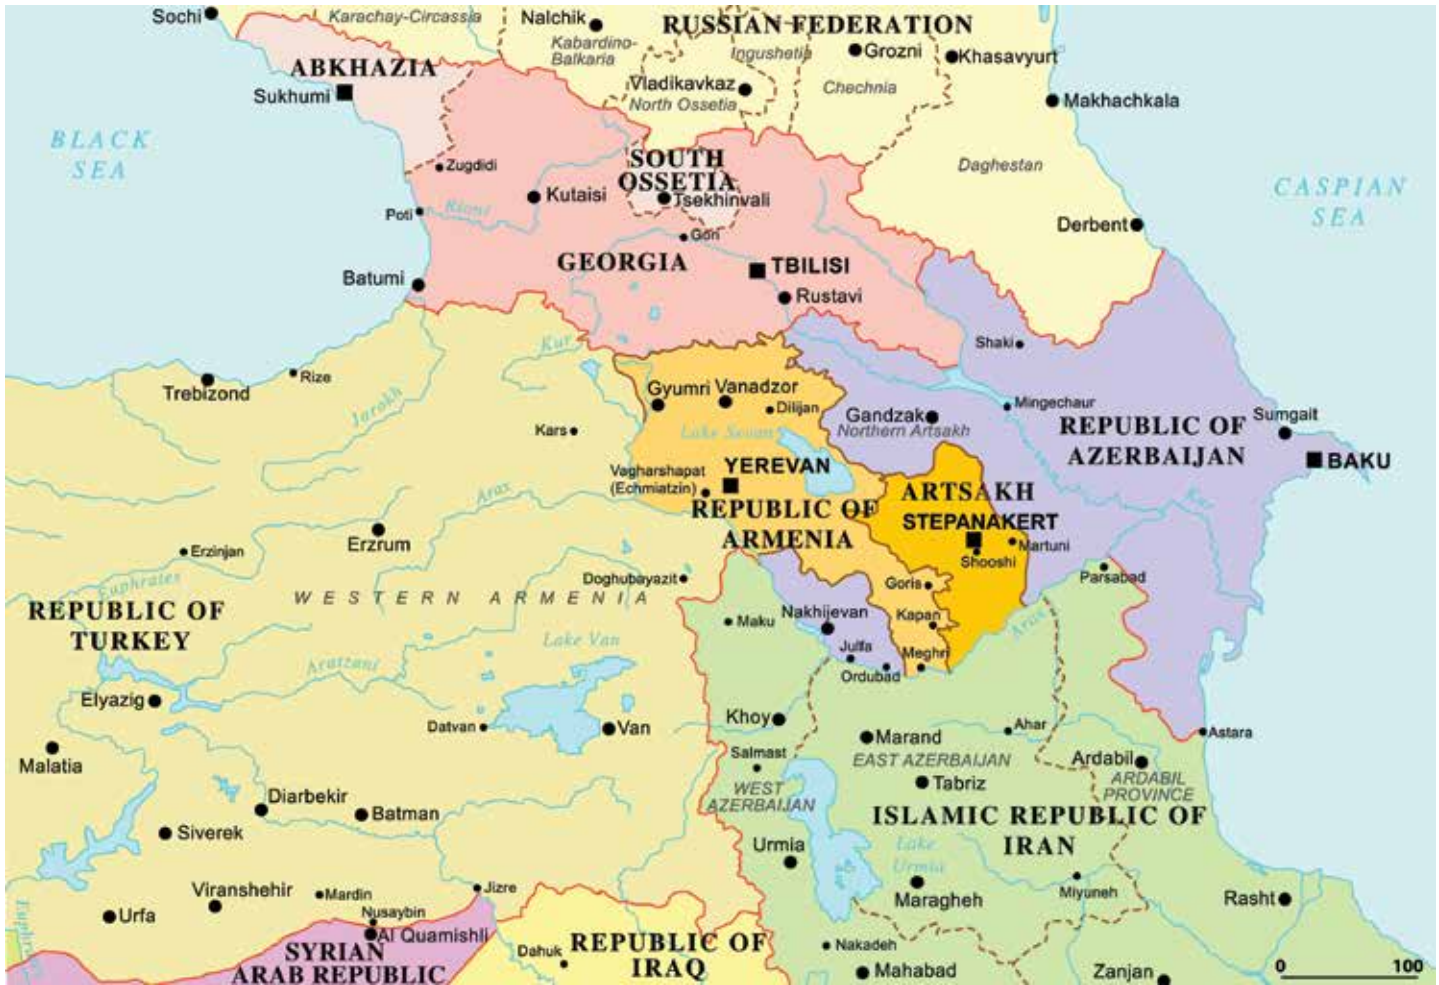 Sochi
Karachay-Circassia
Nalchik
Kabardino-
Balkaria
RUSSIAN FEDERATION
Ingushetia
Grozni
Khasavyurt
ABKHAZIA
Sukhumi
Vladikavkaz
North Ossetia
Chechnia
Makhachkala
BLACK
SEA
Zugdidi
SOUTH
OSSETIA
Tsekhinvali
Daghestan
CASPIAN
SEA
Kutaisi
Poti
Rioni
Gori
Derbent
GEORGIA
TBILISI
Batumi
Rustavi
Kur
Shaki
Trebizond
Rize
Jorokh
Gyumri
Vanadzor
Dilijan
Gandzak
Northern Artsakh
Mingechaur
Sumgait
Kars
Lake Sevan
REPUBLIC OF
AZERBAIJAN
BAKU
Vagharshapat
(Echmiatzin)
YEREVAN
Arax
ARTSAKH
Kur
REPUBLIC OF
ARMENIA
STEPANAKERT
Martuni
Shooshi
Erzrum
Erzinjan
Euphrates
Doghubayazit
Goris
Parsabad
WESTERN ARMENIA
REPUBLIC OF
TURKEY
Maku
Nakhijevan
Kapan
Arax
Lake Van
Aratzani
Julfa
Meghri
Ordubad
Elyazig
Datvan
Van
Khoy
Marand
Ahar
Astara
Malatia
Salmast
EAST AZERBAIJAN
Ardabil
ARDABIL
PROVINCE
WEST
AZERBAIJAN
Tabriz
Diarbekir
Batman
Siverek
ISLAMIC REPUBLIC OF
IRAN
Urmia
Lake
Urmia
Viranshehir
Mardin
Jizre
Maragheh
Miyuneh
Rasht
Urfa
Nusaybin
Al Quamishli
SYRIAN
ARAB REPUBLIC
Dahuk
REPUBLIC OF
IRAQ
Nakadeh
Mahabad
Zanjan
0 100